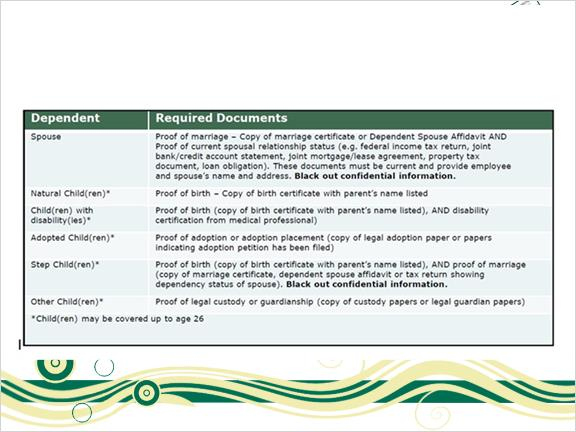 Dependent Required Documents
Spouse Proof of marriage – Copy of marriage certificate or Dependent Spouse Affidavit AND
Proof of current spousal relationship status (e.g. federal income tax return, joint
bank/credit account statement, joint mortgage/lease agreement, property tax
document, loan obligation). These documents must be current and provide employee
and spouse's name and address. Black out confidential information.
Natural Child(ren)* Proof of birth – Copy of birth certificate with parent's name listed
Child(ren) with Proof of birth (copy of birth certificate with parent's name listed), AND disability
disability(ies)* certification from medical professional)
Adopted Child(ren)* Proof of adoption or adoption placement (copy of legal adoption paper or papers
indicating adoption petition has been filed)
Step Child(ren)* Proof of birth (copy of birth certificate with parent's name listed), AND proof of marriage
(copy of marriage certificate, dependent spouse affidavit or tax return showing
dependency status of spouse). Black out confidential information.
Other Child(ren)* Proof of legal custody or guardianship (copy of custody papers or legal guardian papers)
*Child(ren) may be covered up to age 26